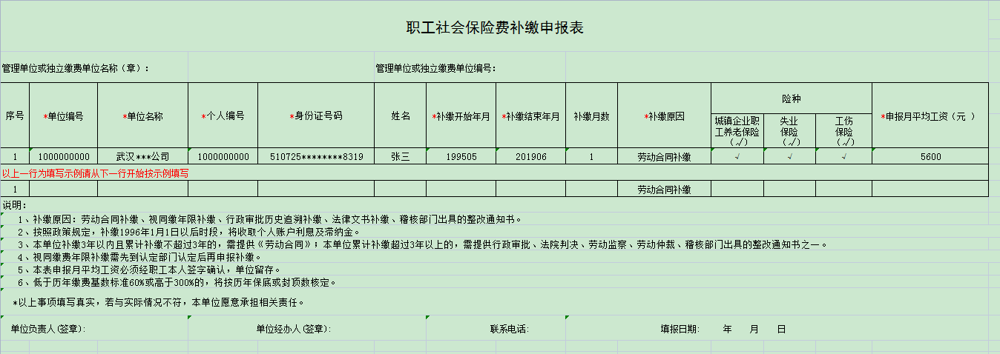 职工社会保险费补缴申报表
管理单位或独立缴费单位名称（章）： 管理单位或独立缴费单位编号：
序号 *单位编号 *单位名称 *个人编号 *身份证号码 姓名 *补缴开始年月 *补缴结束年月 补缴月数 *补缴原因 险种 *申报月平均工资（元 ）
城镇企业职工养老保险（√） 失业保险（√） 工伤保险（√）
1 1000000000 武汉***公司 1000000000 510725********8319 张三 199505 201906 1 劳动合同补缴 √ √ √ 5600
以上一行为填写示例请从下一行开始按示例填写
1 劳动合同补缴
说明：
1、补缴原因：劳动合同补缴、视同缴年限补缴、行政审批历史追溯补缴、法律文书补缴、稽核部门出具的整改通知书。
2、按照政策规定，补缴1996年1月1日以后时段，将收取个人账户利息及滞纳金。
3、本单位补缴3年以内且累计补缴不超过3年的，需提供《劳动合同》；本单位累计补缴超过3年以上的，需提供行政审批、法院判决、劳动监察、劳动仲裁、稽核部门出具的整改通知书之一。
4、视同缴费年限补缴需先到认定部门认定后再申报补缴。
5、本表申报月平均工资必须经职工本人签字确认，单位留存。
6、低于历年缴费基数标准60%或高于300%的，将按历年保底或封顶数核定。
*以上事项填写真实，若与实际情况不符，本单位愿意承担相关责任。
单位负责人(签章)： 单位经办人(签章)： 联系电话： 填报日期： 年 月 日